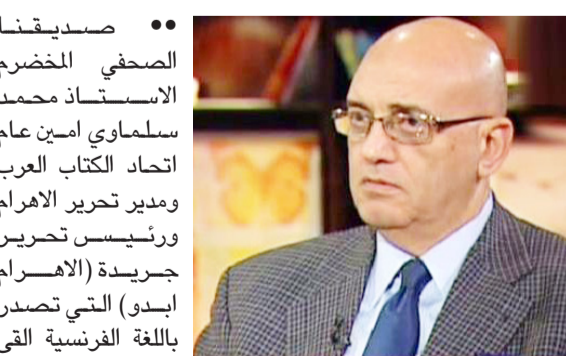 •• صديقنا
الصحفي المخضرم
الاستاذ محمد
سلماوي امين عام
اتحاد الكتاب العرب
ومدير تحرير الاهرام
ورئيس تحرير
جريدة (الاهرام
ابدو) التي تصدر
باللغة الفرنسية القى